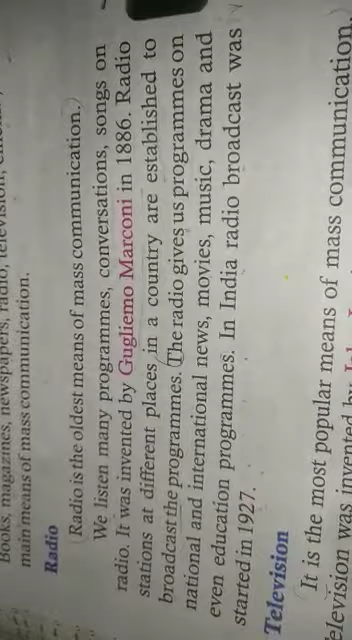 Books, magazines, newspapers, radio, television,
main means of mass communication.
Radio
Radio is the oldest means of mass communication.
We listen many programmes, conversations, songs on
radio. It was invented by Gugliemo Marconi in 1886. Radio
stations at different places in a country are established to
broadcast the programmes. The radio gives us programmes on
national and international news, movies, music, drama and
even education programmes. In India radio broadcast was
started in 1927.
Television
It is the most popular means of mass communication.
Television was invented by